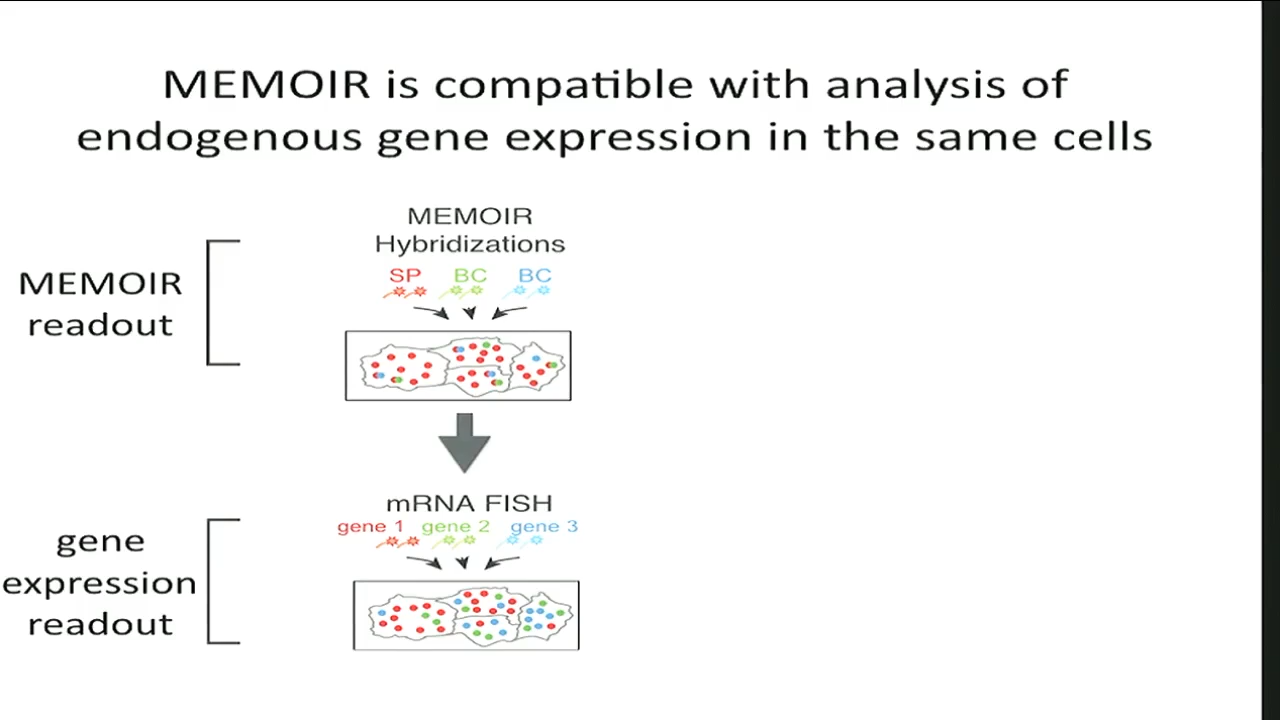 MEMOIR is compatible with analysis of
endogenous gene expression in the same cells
MEMOIR
Hybridizations
SP BC BC
MEMOIR
readout
mRNA FISH
gene 1 gene 2 gene 3
gene
expression
readout